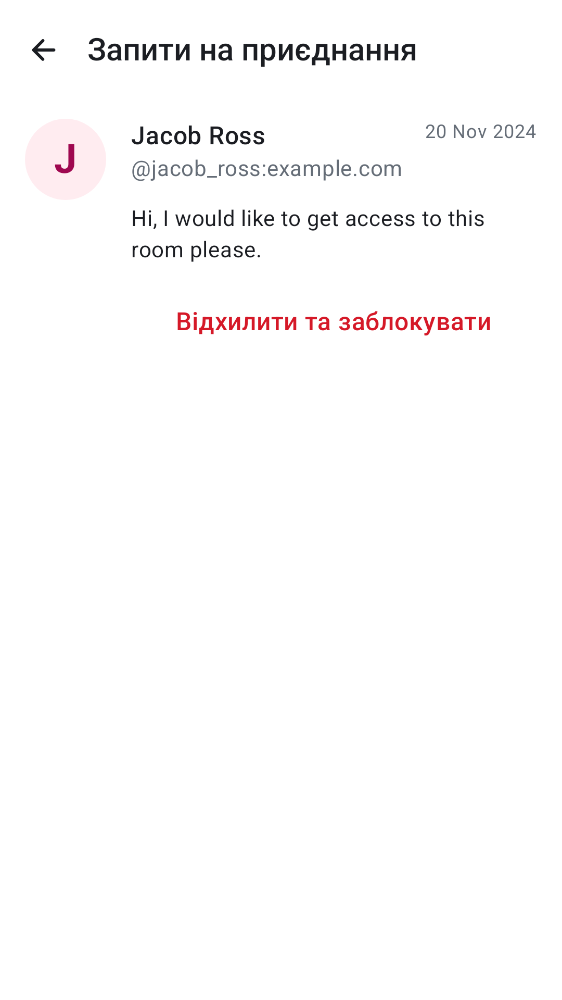 Запити на приєднання
J
Jacob Ross
20 Nov 2024
@jacob_ross:example.com
Hi, I would like to get access to this
room please.
Відхилити та заблокувати